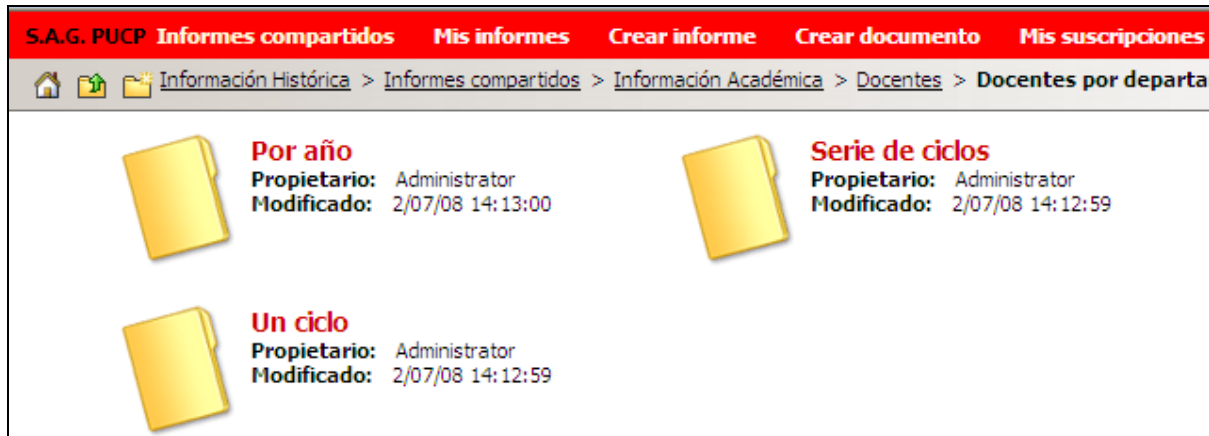 S.A.G. PUCP Informes compartidos Mis informes Crear informe Crear documento Mis suscripciones
Información Histórica > Informes compartidos > Información Académica > Docentes > Docentes por departa
Por año
Propietario: Administrator
Modificado: 2/07/08 14:13:00
Serie de ciclos
Propietario: Administrator
Modificado: 2/07/08 14:12:59
Un ciclo
Propietario: Administrator
Modificado: 2/07/08 14:12:59